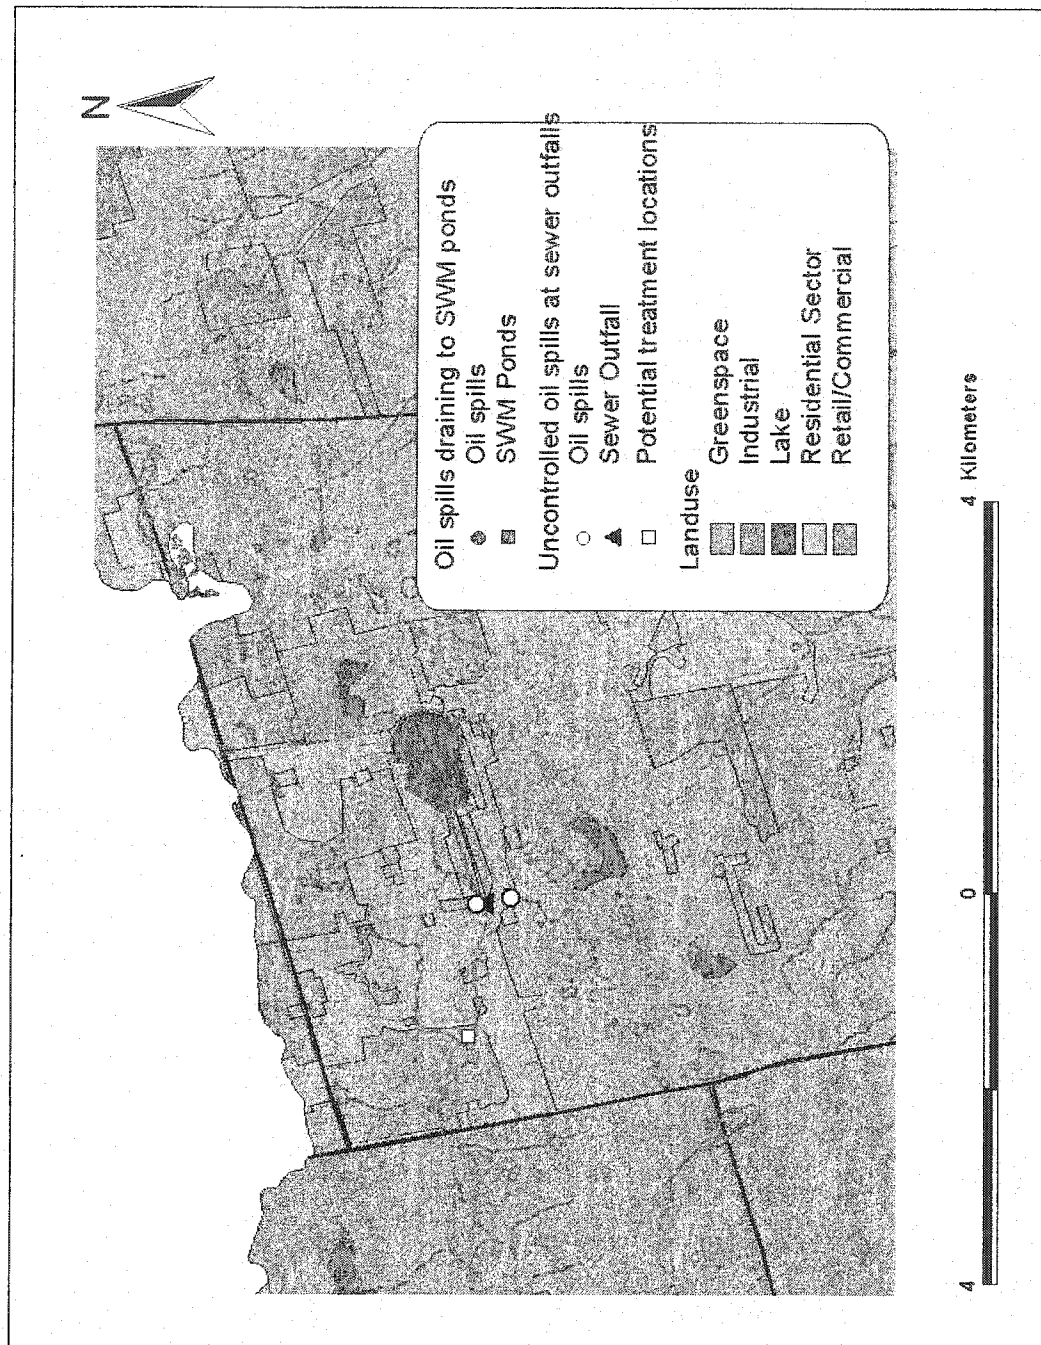 N
Oil spills draining to SWM ponds
Oil spills
SWM Ponds
Uncontrolled oil spills at sewer outfalls
Oil spills
Sewer Outfall
Potential treatment locations
Landuse
Greenspace
Industrial
Lake
Residential Sector
Retail/Commercial
4 0 4 Kilometers